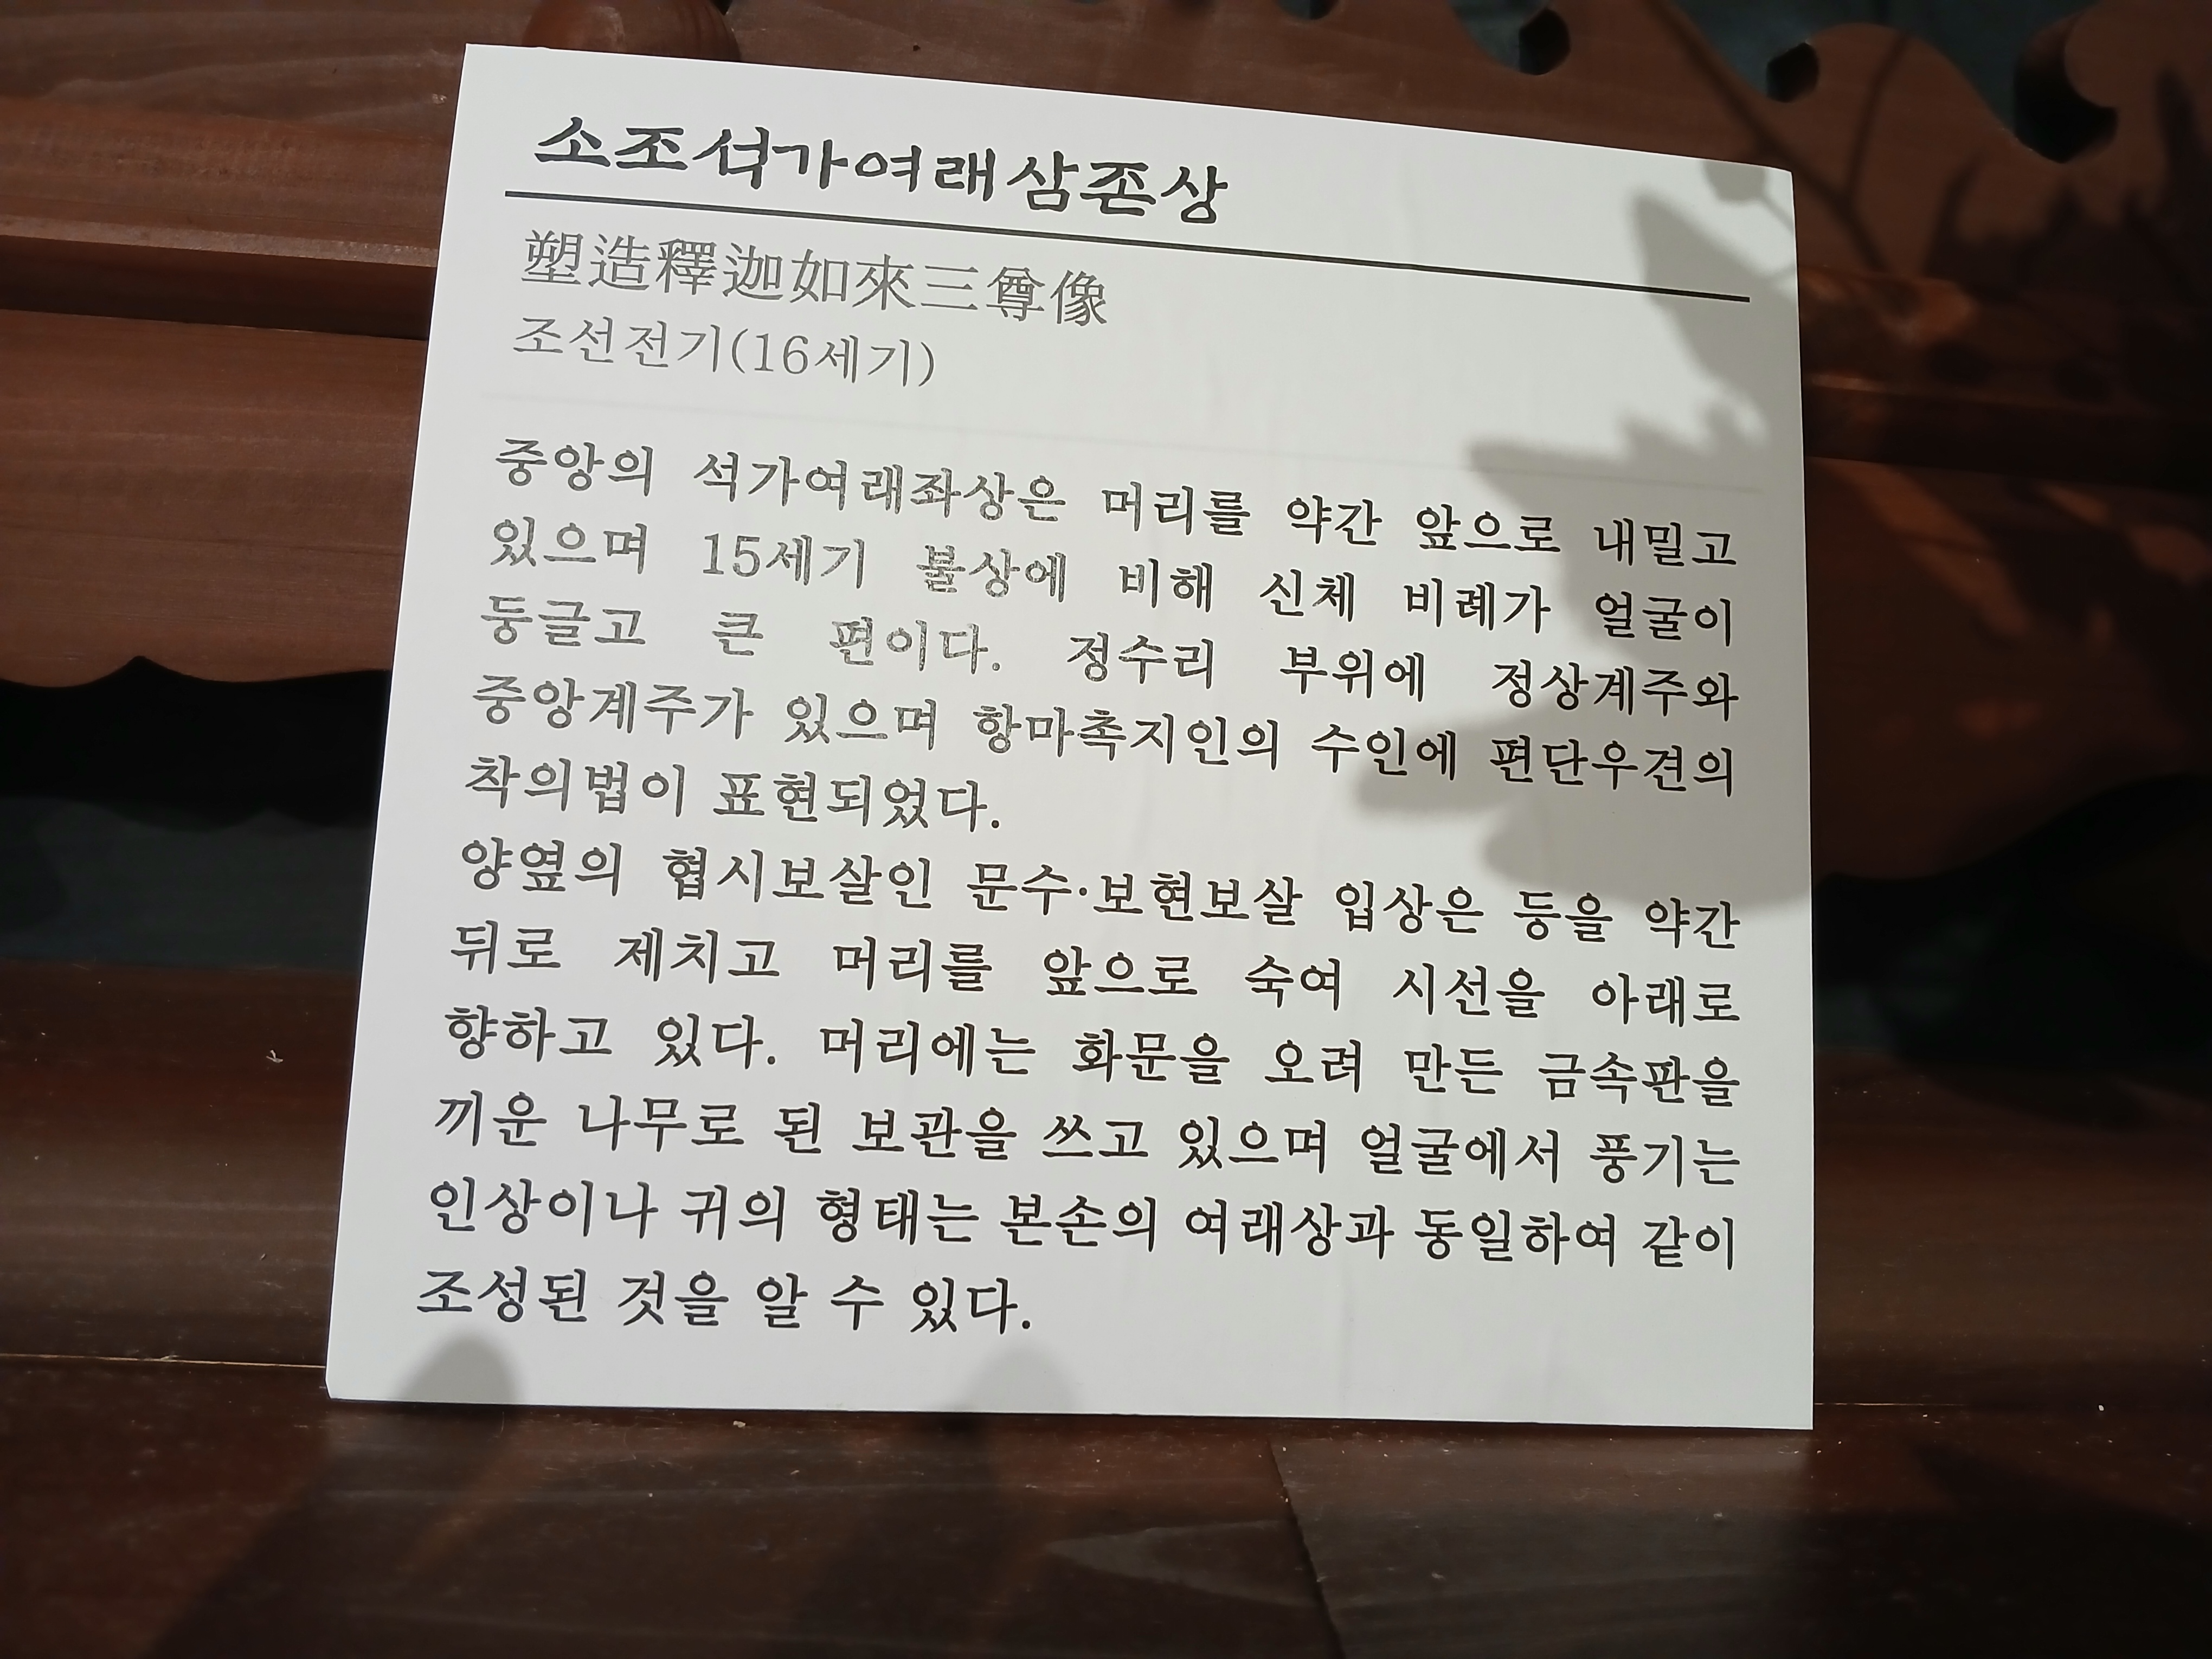 소조석가여래삼존상
塑造釋迦如來三尊像
조선전기(16세기)
중앙의 석가여래좌상은 머리를 약간 앞으로 내밀고
있으며 15세기 불상에 비해 신체 비례가 얼굴이
둥글고 큰 편이다. 정수리 부위에 정상계주와
중앙계주가 있으며 항마촉지인의 수인에 편단우견의
착의법이 표현되었다.
양옆의 협시보살인 문수·보현보살 입상은 등을 약간
뒤로 제치고 머리를 앞으로 숙여 시선을 아래로
향하고 있다. 머리에는 화문을 오려 만든 금속판을
끼운 나무로 된 보관을 쓰고 있으며 얼굴에서 풍기는
인상이나 귀의 형태는 본손의 여래상과 동일하여 같이
조성된 것을 알 수 있다.